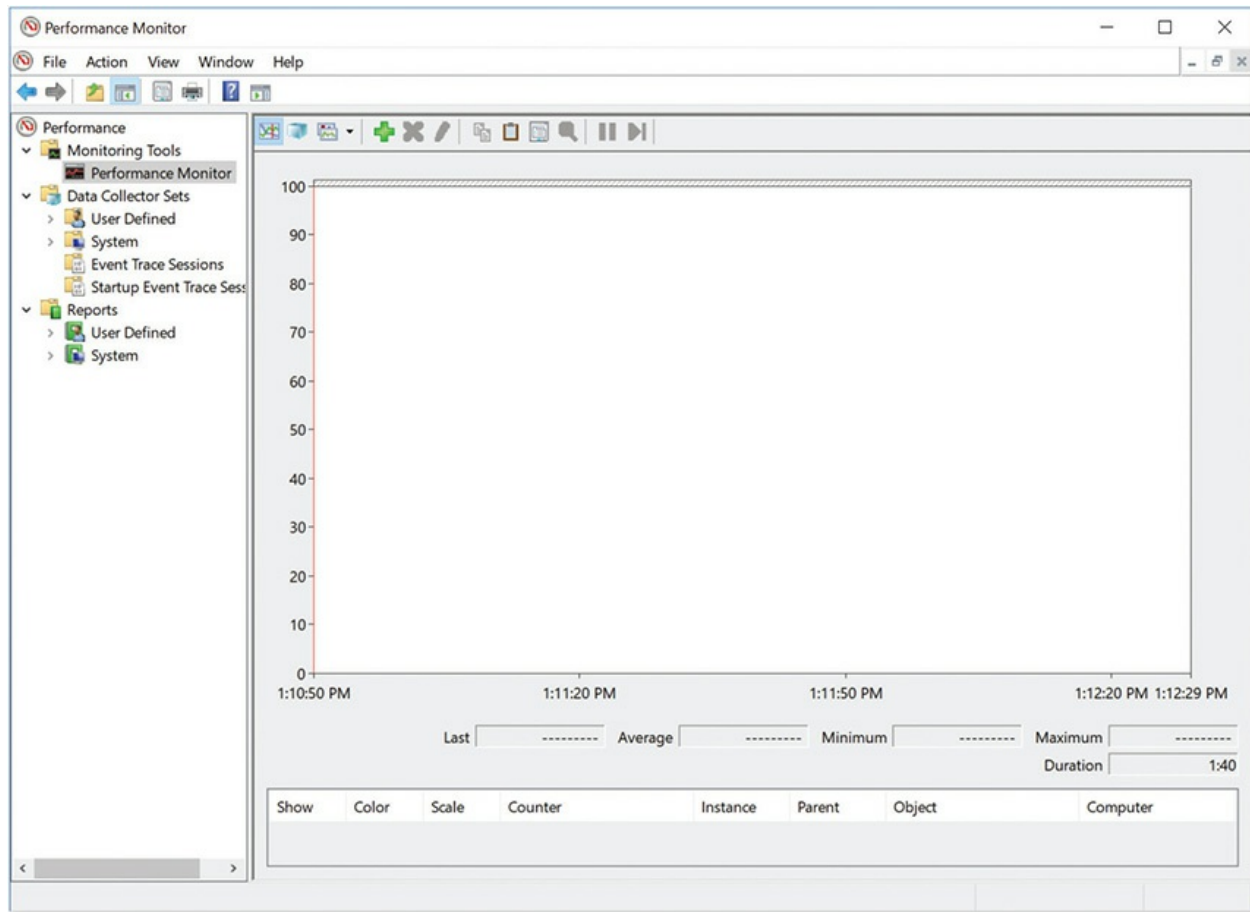 Performance Monitor
File Action View Window Help
Performance
Monitoring Tools
Performance Monitor
Data Collector Sets
User Defined
System
Event Trace Sessions
Startup Event Trace Sess
Reports
User Defined
System
100
90
80
70
60
50
40
30
20
10
0
1:10:50 PM 1:11:20 PM 1:11:50 PM 1:12:20 PM 1:12:29 PM
Last --------- Average --------- Minimum --------- Maximum ---------
Duration 1:40
Show Color Scale Counter Instance Parent Object Computer